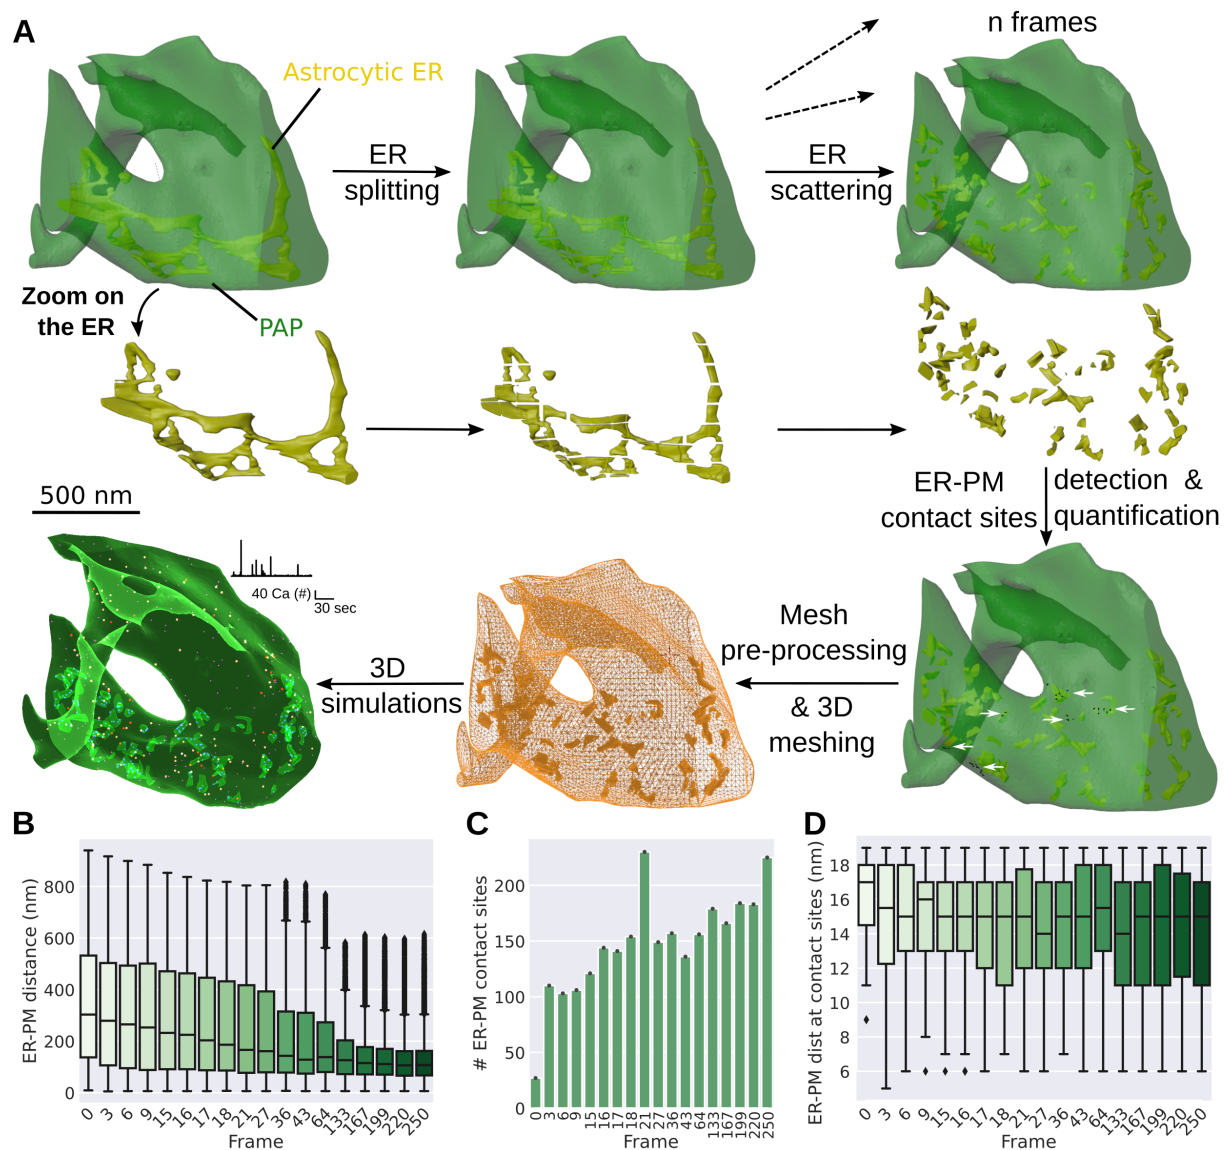 A
n frames
Astrocytic ER
ER
splitting
ER
scattering
Zoom on
the ER
PAP
500 nm
ER-PM
contact sites
detection &
quantification
40 Ca (#)
30 sec
3D
simulations
Mesh
pre-processing
& 3D
meshing
B
ER-PM distance (nm)
800
600
400
200
0
0 3 6 9 15 16 17 18 21 27 36 43 64 133 167 199 220 250
Frame
C
# ER-PM contact sites
200
150
100
50
0
0 3 6 9 15 16 17 18 21 27 36 43 64 133 167 199 220 250
Frame
D
ER-PM dist at contact sites (nm)
18
16
14
12
10
8
6
0 3 6 9 15 16 17 18 21 27 36 43 64 133 167 199 220 250
Frame